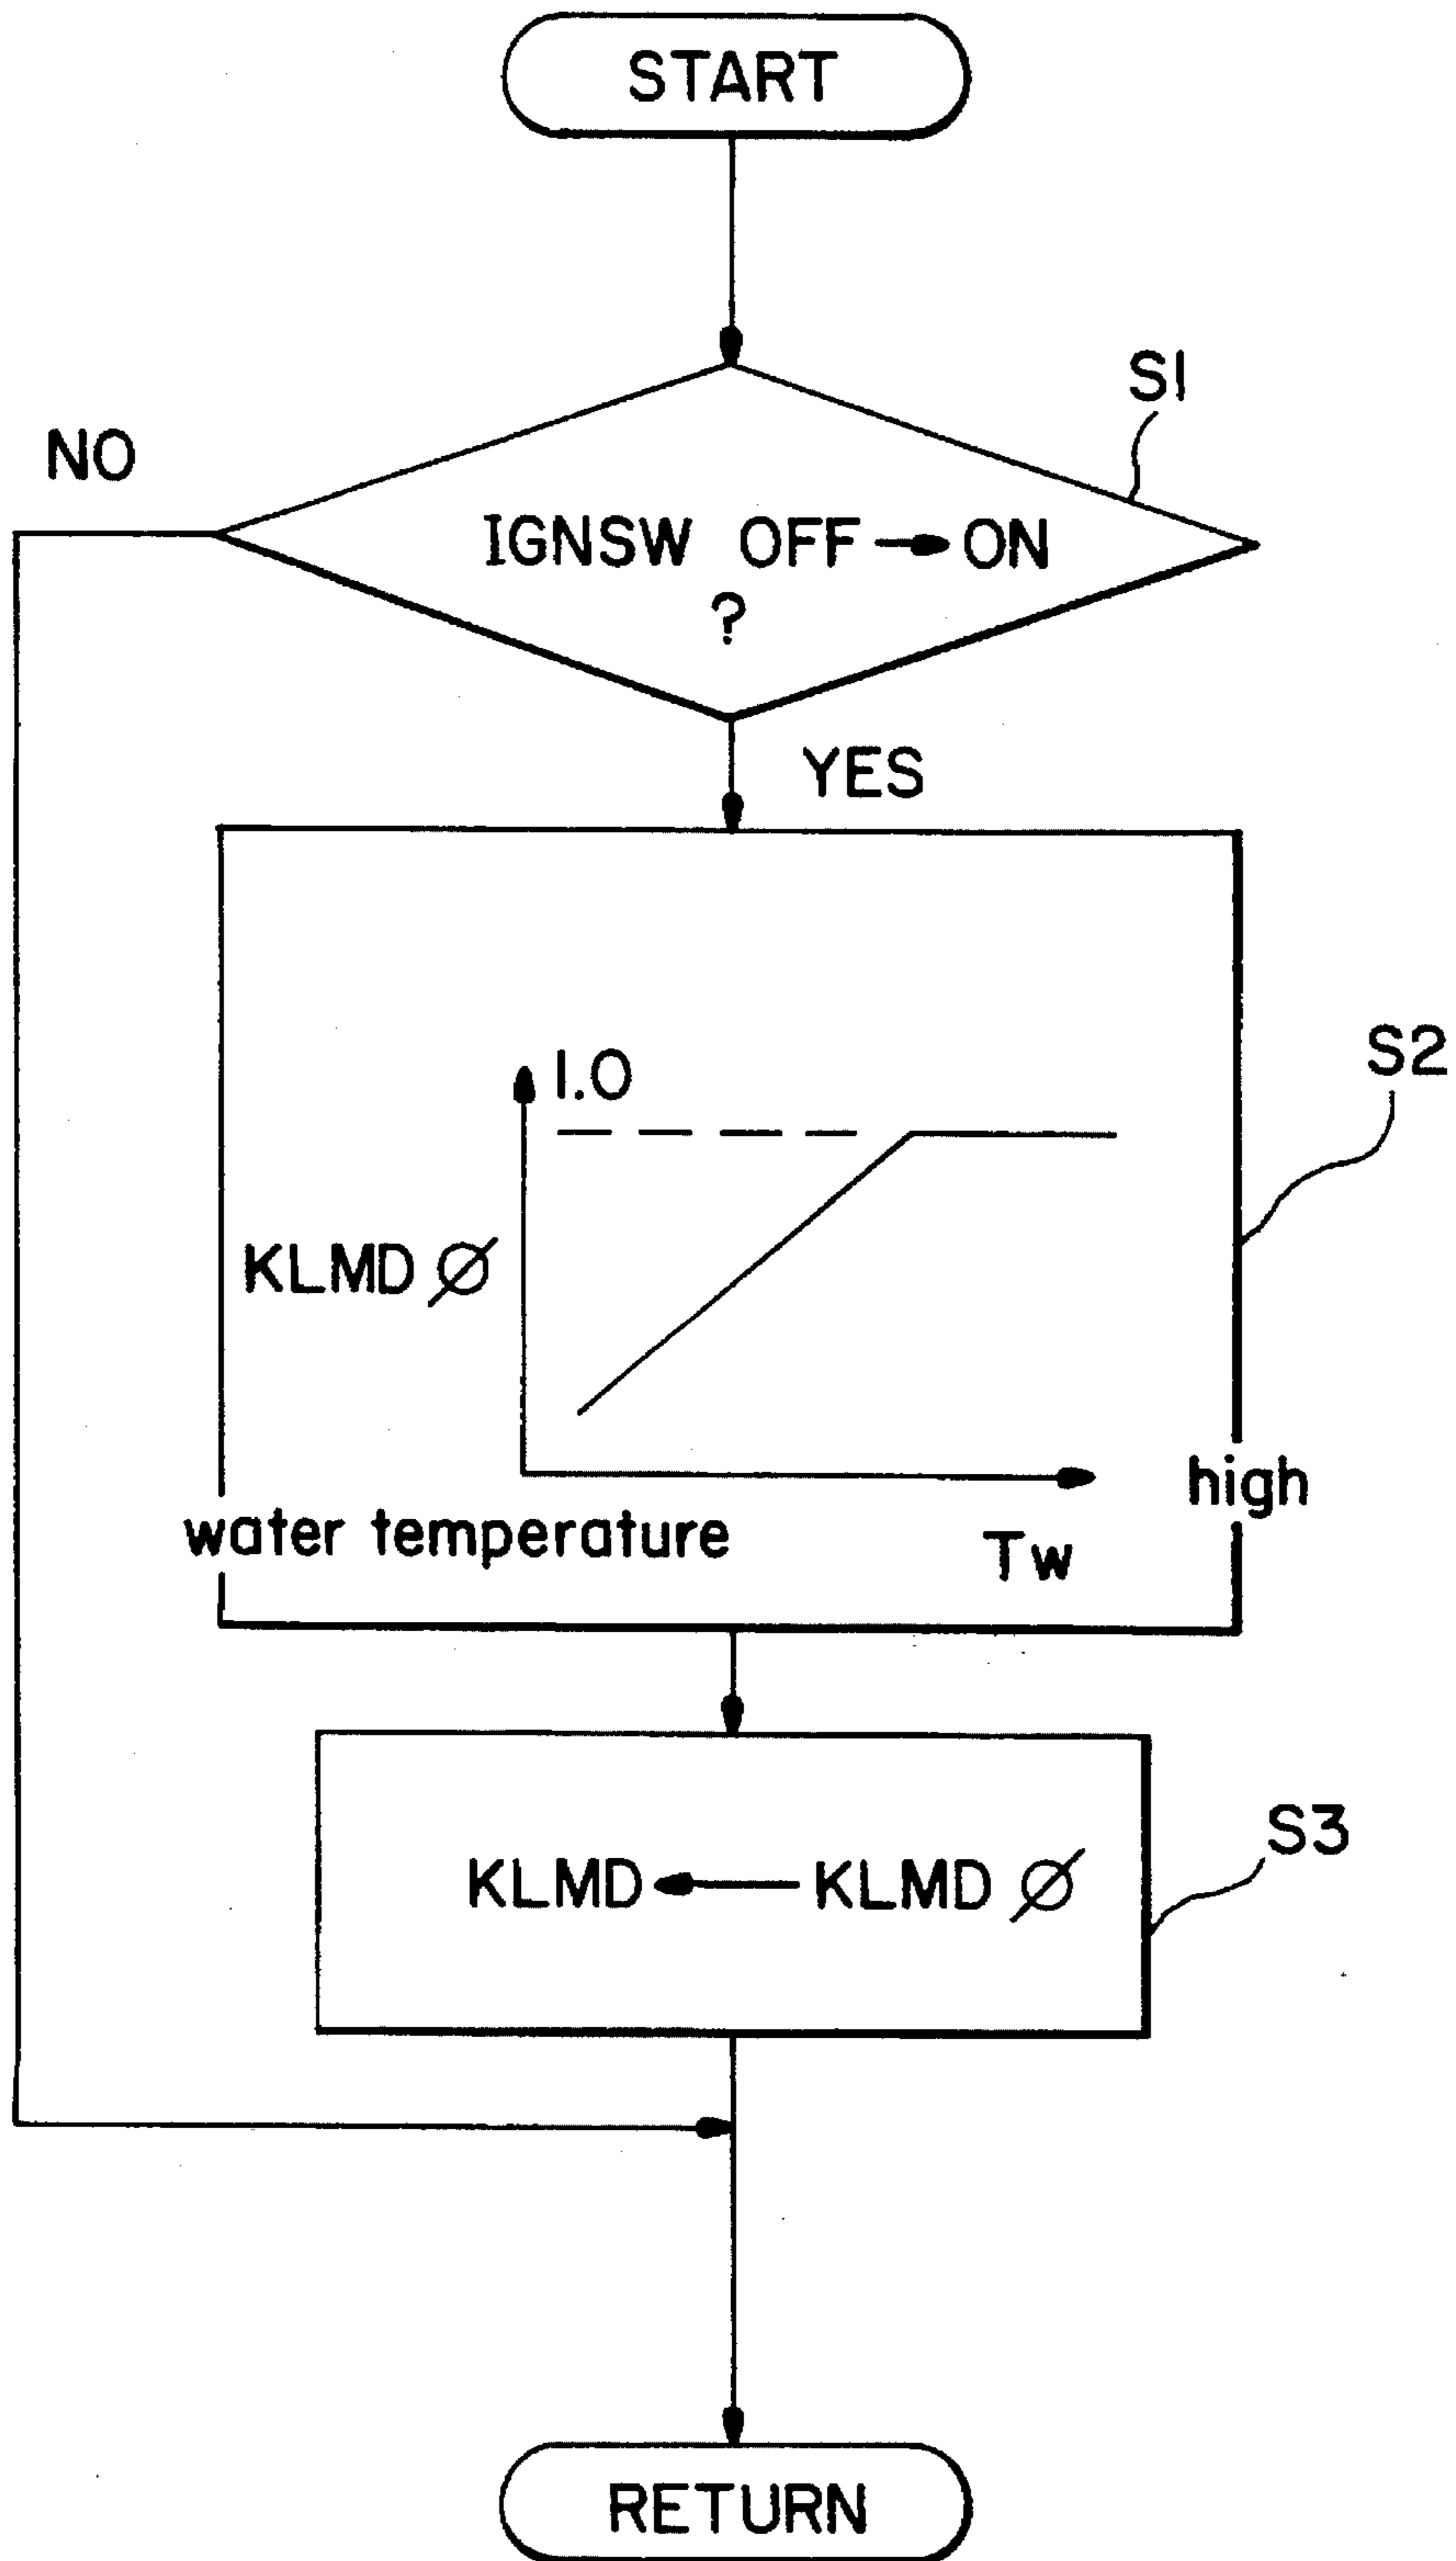 START
S1
NO
IGNSW OFF → ON
?
YES
1.0
S2
KLMD Ø
high
water temperature
Tw
S3
KLMD ← KLMD Ø
RETURN